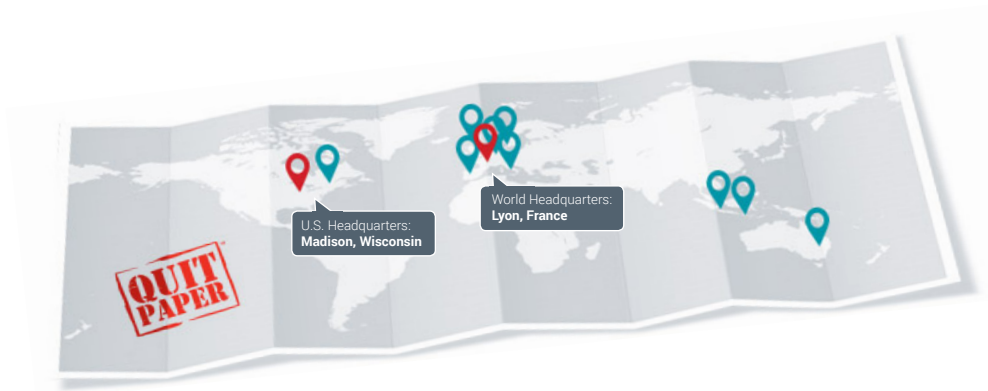 World Headquarters:
Lyon, France
U.S. Headquarters:
Madison, Wisconsin
QUIT
PAPER